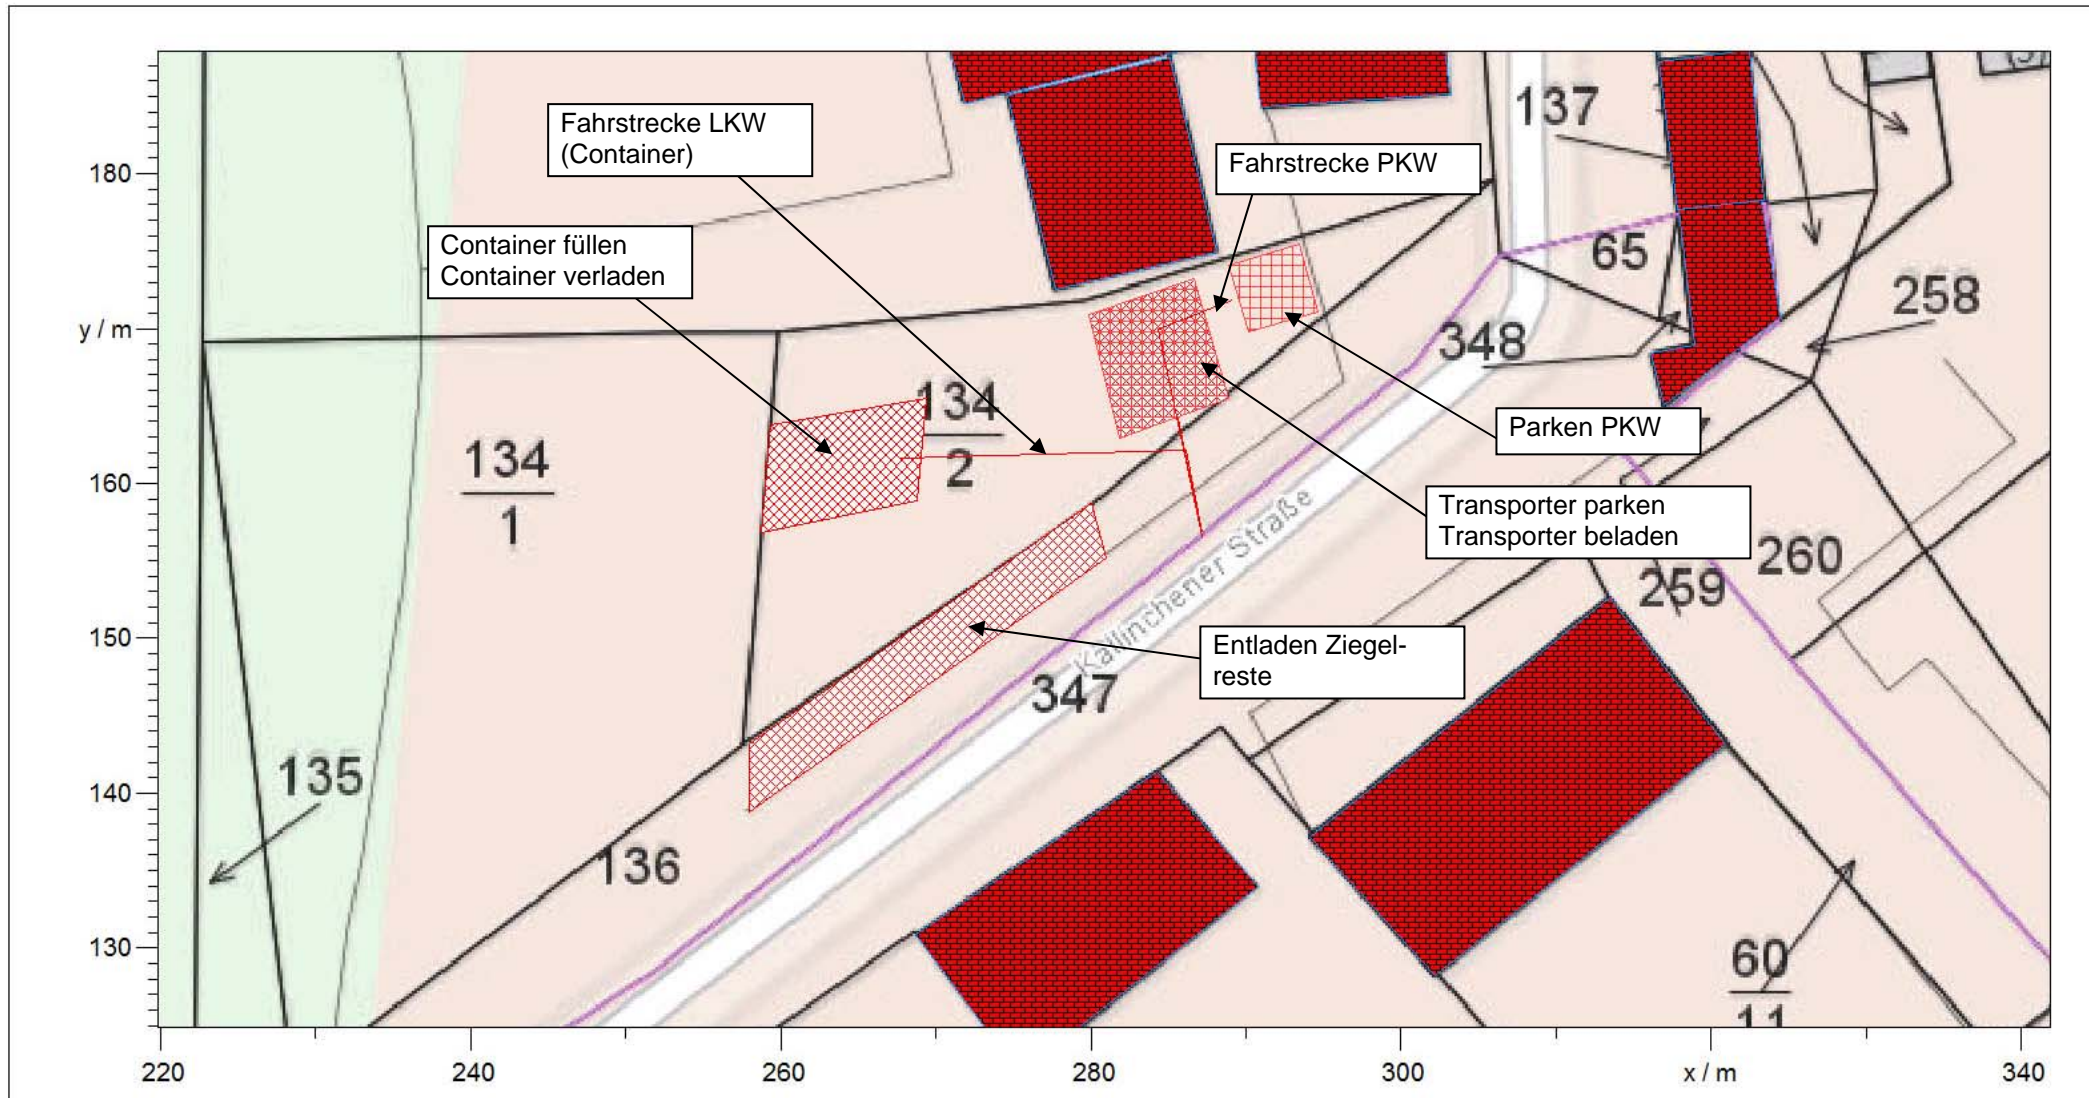 Fahrstrecke LKW
(Container)
137
Fahrstrecke PKW
180
Container füllen
Container verladen
65
258
y / m
348
134
2
Parken PKW
134
1
160
Transporter parken
Transporter beladen
Kallinchener Straße
260
259
150
Entladen Ziegel-
reste
347
135
140
136
130
60
11
220
240
260
280
300
x / m
340